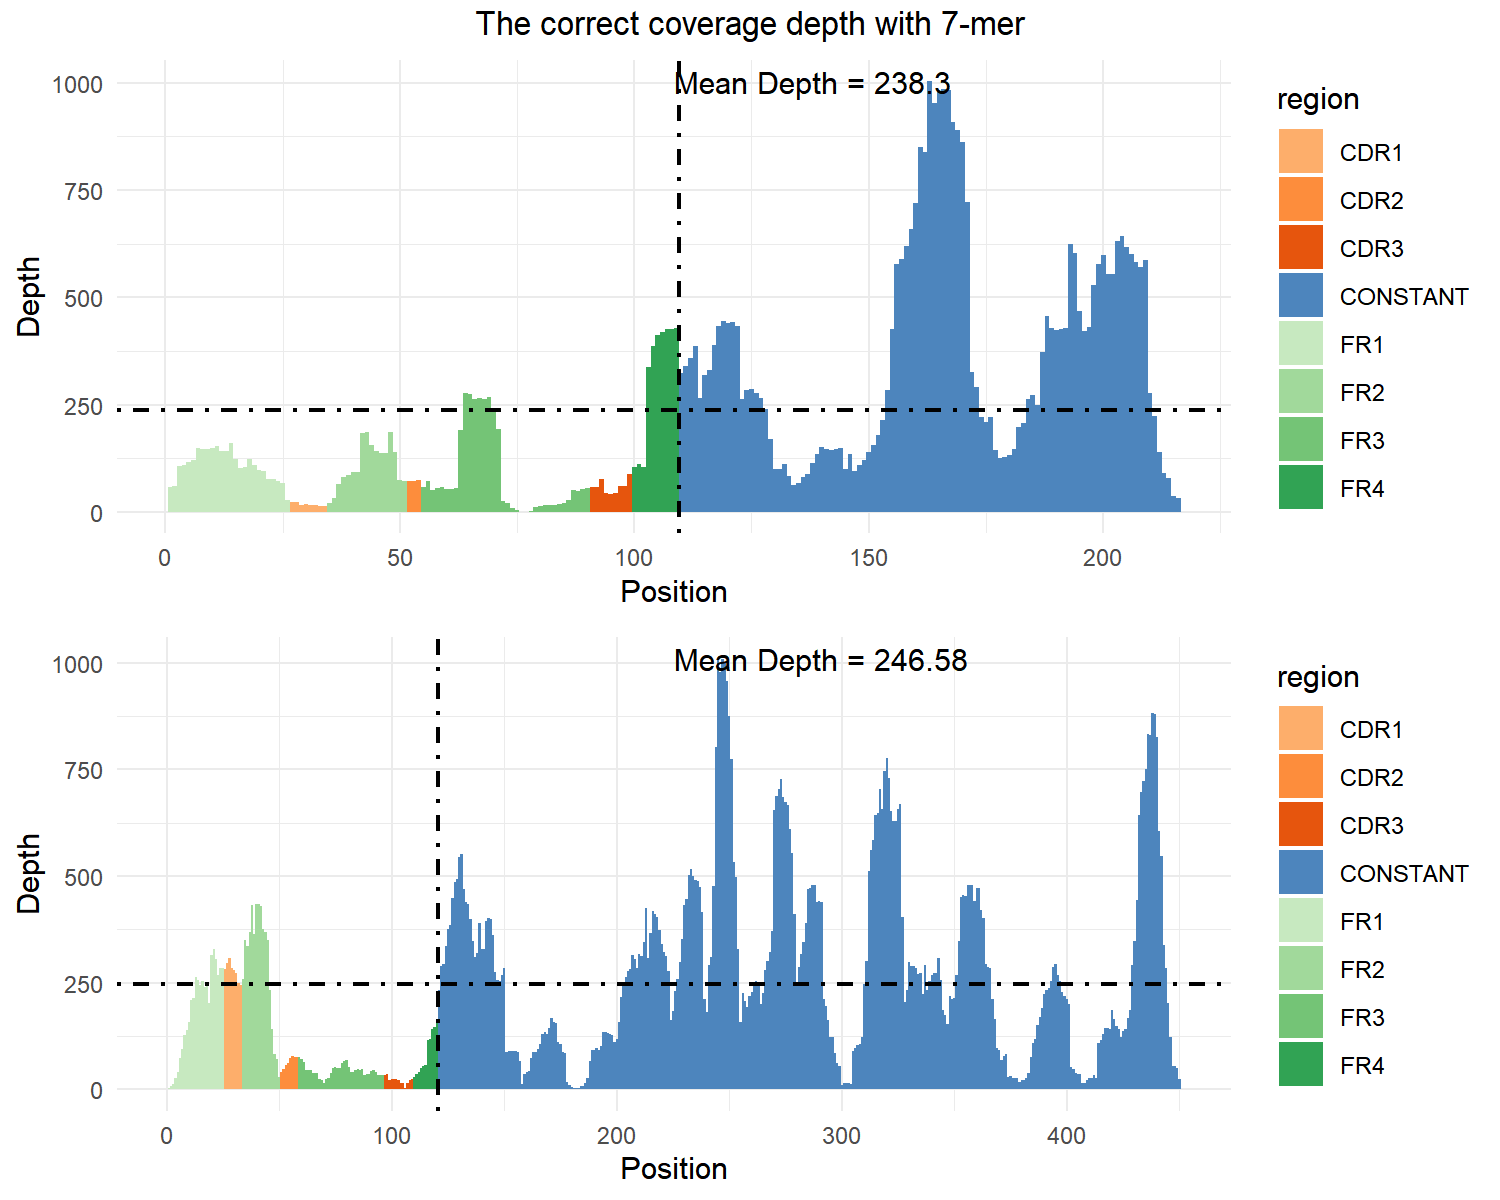 The correct coverage depth with 7-mer
Mean Depth = 238.3
1000
750
500
250
0
Depth
0 50 100 150 200
Position
region
CDR1
CDR2
CDR3
CONSTANT
FR1
FR2
FR3
FR4
Mean Depth = 246.58
1000
750
500
250
0
Depth
0 100 200 300 400
Position
region
CDR1
CDR2
CDR3
CONSTANT
FR1
FR2
FR3
FR4